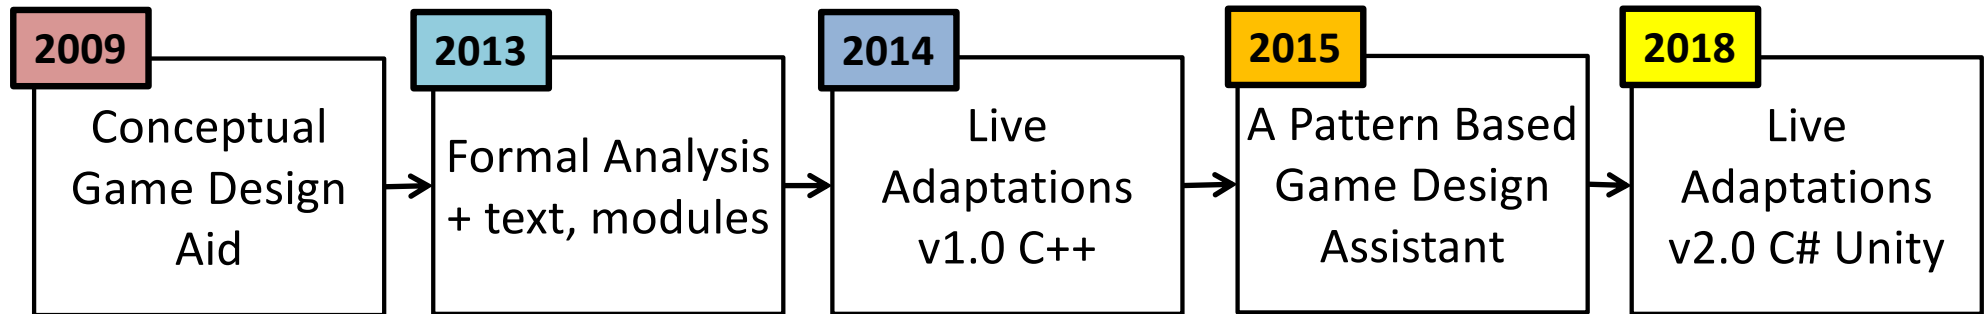 2009
Conceptual
Game Design
Aid
2013
Formal Analysis
+ text, modules
2014
Live
Adaptations
v1.0 C++
2015
A Pattern Based
Game Design
Assistant
2018
Live
Adaptations
v2.0 C# Unity